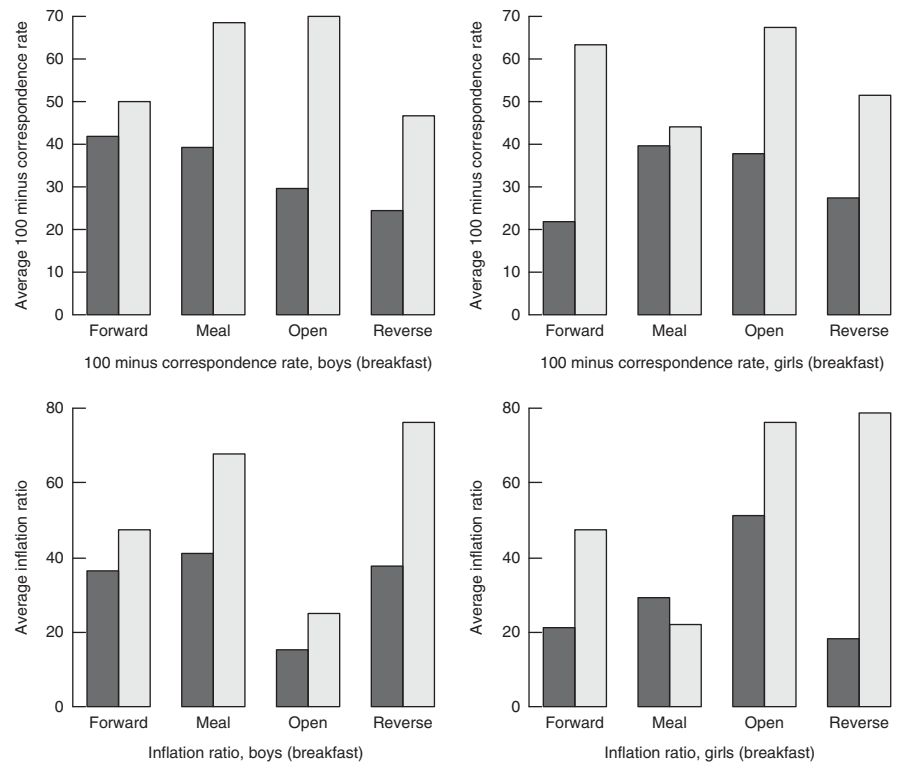 Average 100 minus correspondence rate
70
60
50
40
30
20
10
0
Forward Meal Open Reverse
100 minus correspondence rate, boys (breakfast)
Average 100 minus correspondence rate
70
60
50
40
30
20
10
0
Forward Meal Open Reverse
100 minus correspondence rate, girls (breakfast)
Average inflation ratio
80
60
40
20
0
Forward Meal Open Reverse
Inflation ratio, boys (breakfast)
Average inflation ratio
80
60
40
20
0
Forward Meal Open Reverse
Inflation ratio, girls (breakfast)